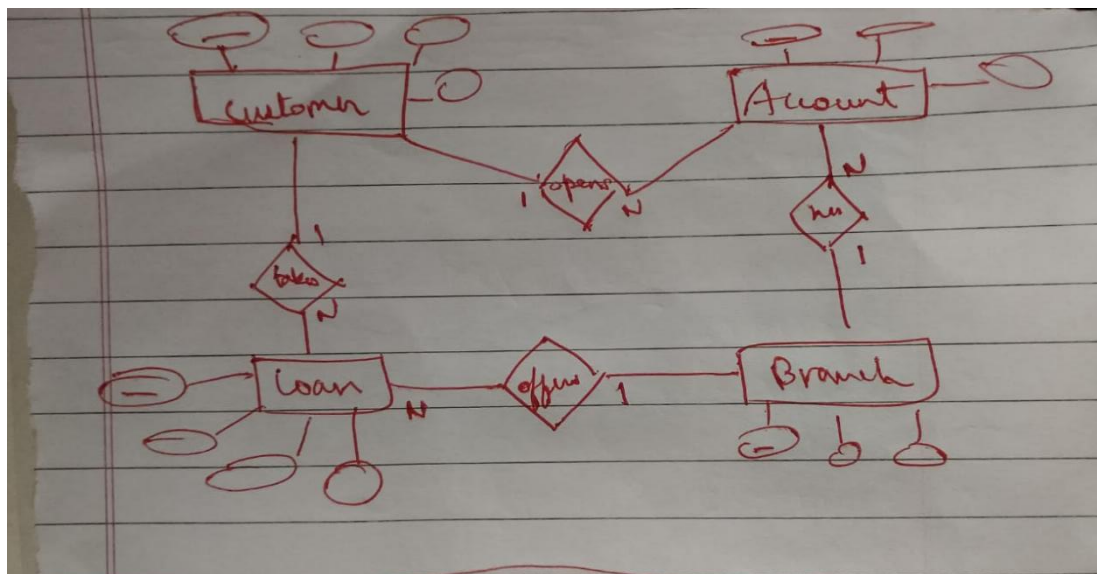 Customer
Account
opens
1
N
N
has
1
1
takes
N
Loan
N
offers
1
Branch